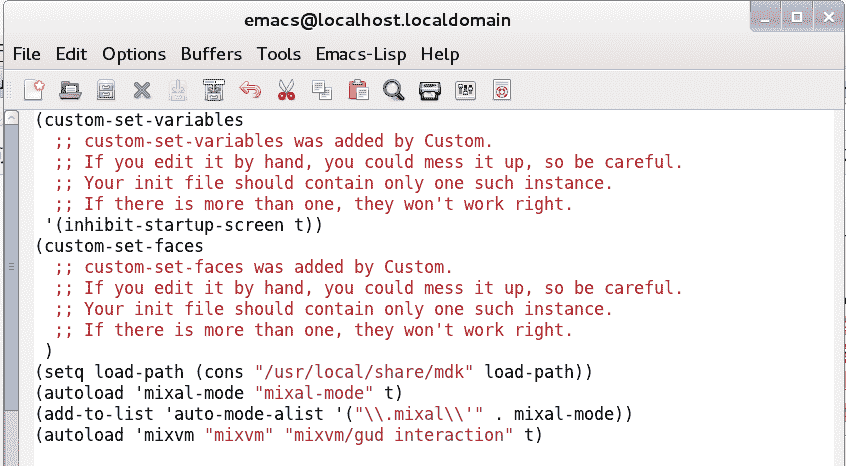 emacs@localhost.localdomain
File Edit Options Buffers Tools Emacs-Lisp Help
(custom-set-variables
  ;; custom-set-variables was added by Custom.
  ;; If you edit it by hand, you could mess it up, so be careful.
  ;; Your init file should contain only one such instance.
  ;; If there is more than one, they won't work right.
 '(inhibit-startup-screen t))
(custom-set-faces
  ;; custom-set-faces was added by Custom.
  ;; If you edit it by hand, you could mess it up, so be careful.
  ;; Your init file should contain only one such instance.
  ;; If there is more than one, they won't work right.
 )
(setq load-path (cons "/usr/local/share/mdk" load-path))
(autoload 'mixal-mode "mixal-mode" t)
(add-to-list 'auto-mode-alist '("\\.mixal\\'" . mixal-mode))
(autoload 'mixvm "mixvm" "mixvm/gud interaction" t)